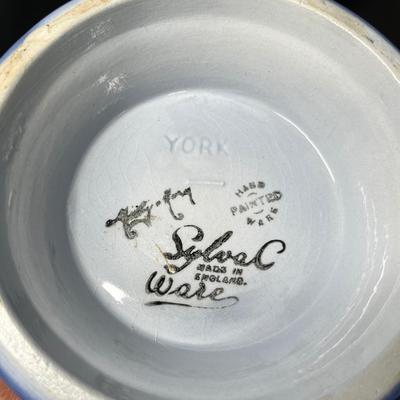 YORK
HAND
PAINTED
WARE
SylvaC
MADE IN
ENGLAND.
Ware